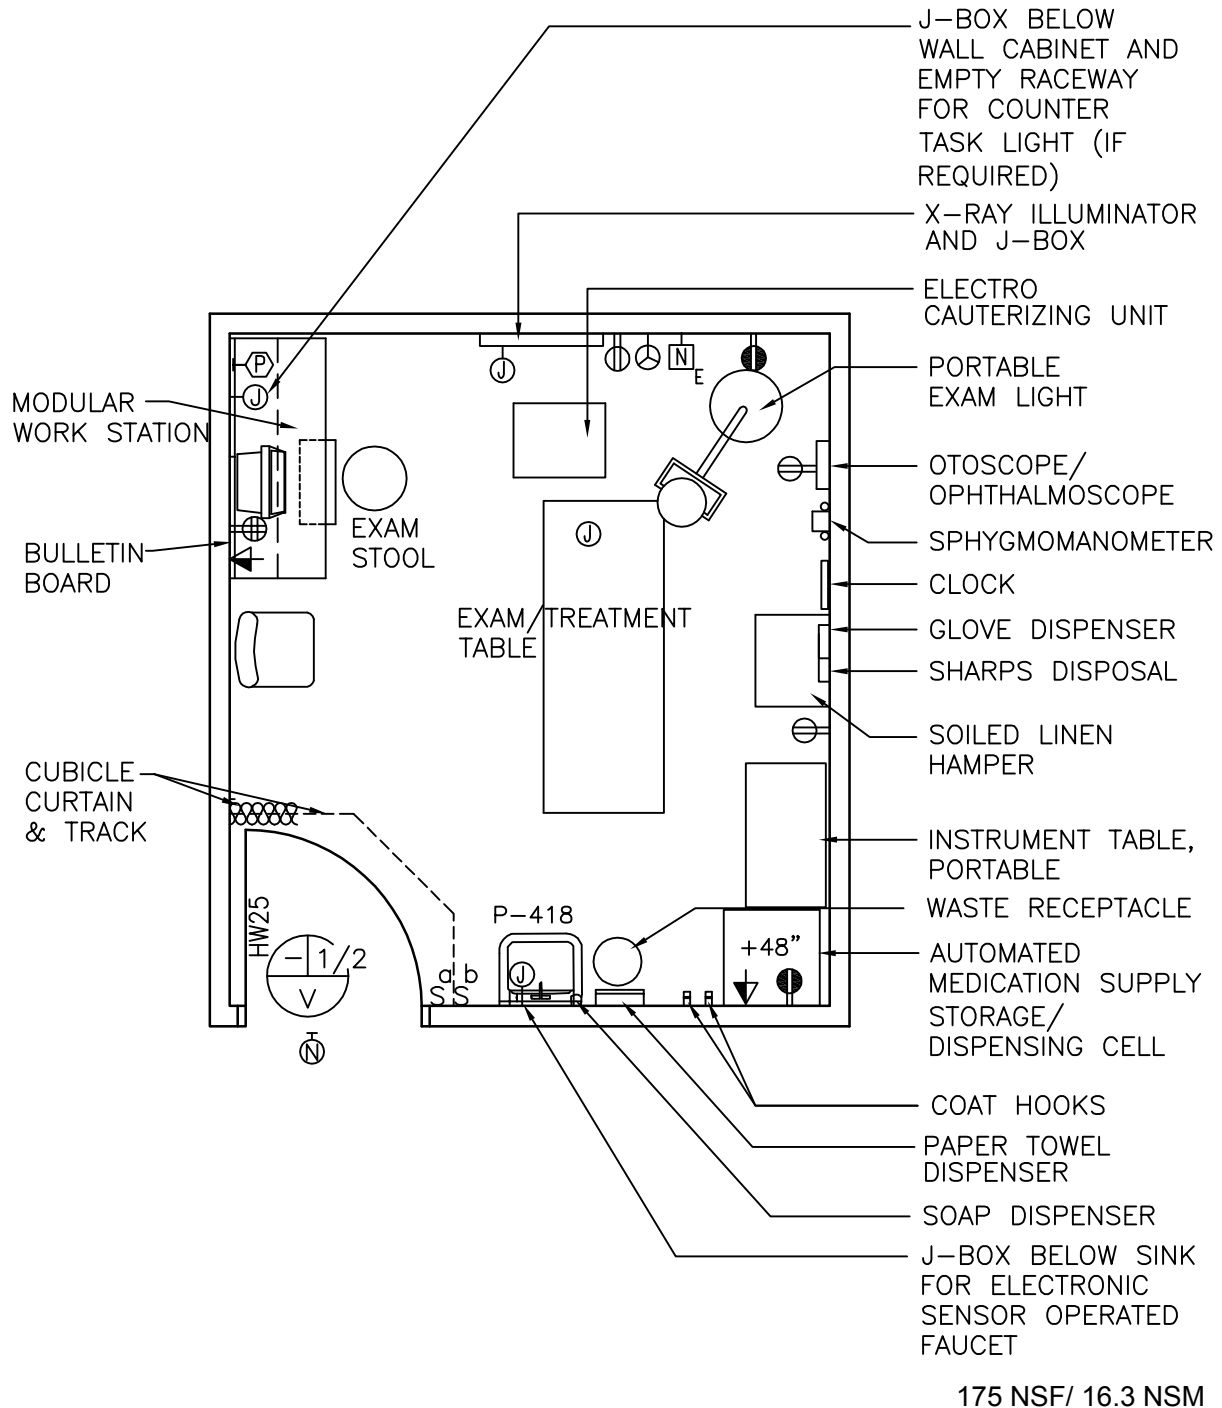 J-BOX BELOW
WALL CABINET AND
EMPTY RACEWAY
FOR COUNTER
TASK LIGHT (IF
REQUIRED)
X-RAY ILLUMINATOR
AND J-BOX
ELECTRO
CAUTERIZING UNIT
PORTABLE
EXAM LIGHT
OTOSCOPE/
OPHTHALMOSCOPE
SPHYGMOMANOMETER
CLOCK
GLOVE DISPENSER
SHARPS DISPOSAL
SOILED LINEN
HAMPER
INSTRUMENT TABLE,
PORTABLE
WASTE RECEPTACLE
AUTOMATED
MEDICATION SUPPLY
STORAGE/
DISPENSING CELL
COAT HOOKS
PAPER TOWEL
DISPENSER
SOAP DISPENSER
J-BOX BELOW SINK
FOR ELECTRONIC
SENSOR OPERATED
FAUCET
MODULAR
WORK STATION
BULLETIN
BOARD
CUBICLE
CURTAIN
& TRACK
P
J
J
N
E
EXAM
STOOL
J
EXAM/TREATMENT
TABLE
HW25
- 1/2
V
N
a b
S S
P-418
J
+48"
175 NSF/ 16.3 NSM